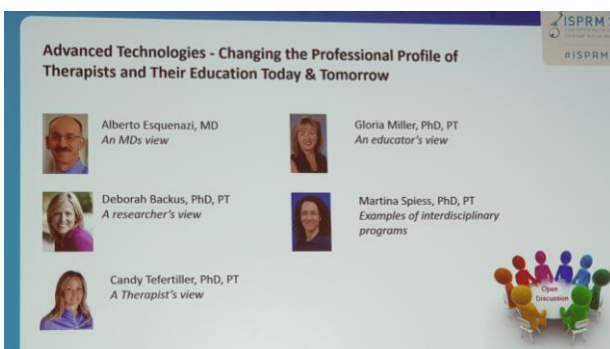 ISPRM
#ISPRM
Advanced Technologies - Changing the Professional Profile of
Therapists and Their Education Today & Tomorrow
Alberto Esquenazi, MD
An MDs view
Gloria Miller, PhD, PT
An educator's view
Deborah Backus, PhD, PT
A researcher's view
Martina Spiess, PhD, PT
Examples of interdisciplinary
programs
Candy Tefertiller, PhD, PT
A Therapist's view
Open
Discussion